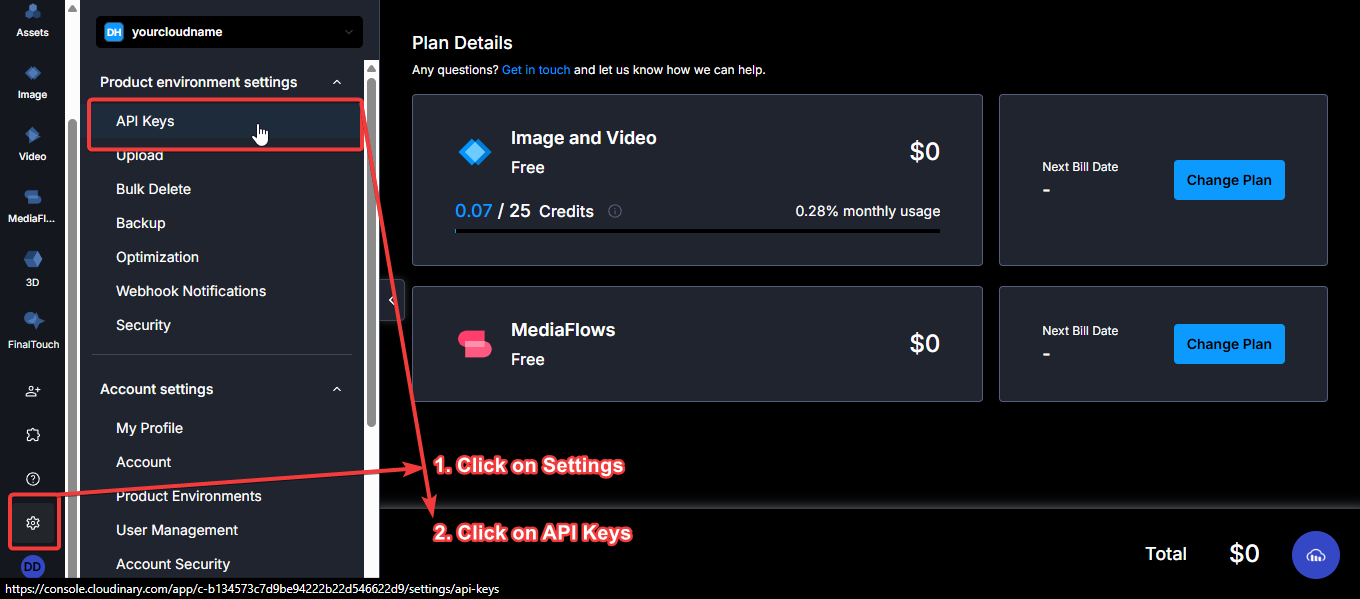 Assets
Image
Video
MediaFl...
3D
FinalTouch
DD
DH yourcloudname
Product environment settings
API Keys
Upload
Bulk Delete
Backup
Optimization
Webhook Notifications
Security
Account settings
My Profile
Account
Product Environments
User Management
Account Security
Plan Details
Any questions? Get in touch and let us know how we can help.
Image and Video
Free
$0
0.07 / 25 Credits
0.28% monthly usage
Next Bill Date
-
Change Plan
MediaFlows
Free
$0
Next Bill Date
-
Change Plan
1. Click on Settings
2. Click on API Keys
Total $0
https://console.cloudinary.com/app/c-b134573c7d9be94222b22d546622d9/settings/api-keys